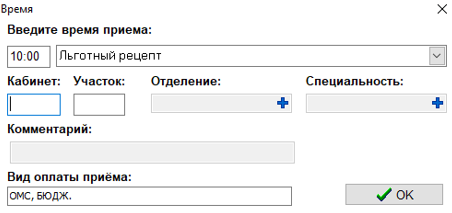 Время
Введите время приема:
10:00 Льготный рецепт
Кабинет: Участок: Отделение: Специальность:
Комментарий:
Вид оплаты приёма:
ОМС, БЮДЖ.
OK